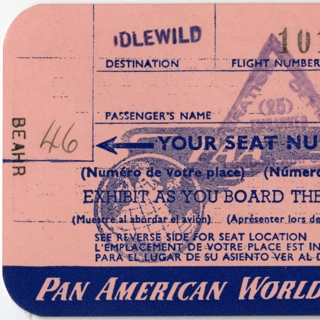 IDLEWILD
101
DESTINATION FLIGHT NUMBER
(25)
PASSENGER'S NAME
BEAHR
46
YOUR SEAT NU
(Numéro de votre place) (Númer
EXHIBIT AS YOU BOARD THE
(Muestre al abordar el avión) (Apresénter lors de
SEE REVERSE SIDE FOR SEAT LOCATION
L'EMPLACEMENT DE VOTRE PLACE EST IN
PARA EL LUGAR DE SU ASIENTO VER AL D
PAN AMERICAN WORLD